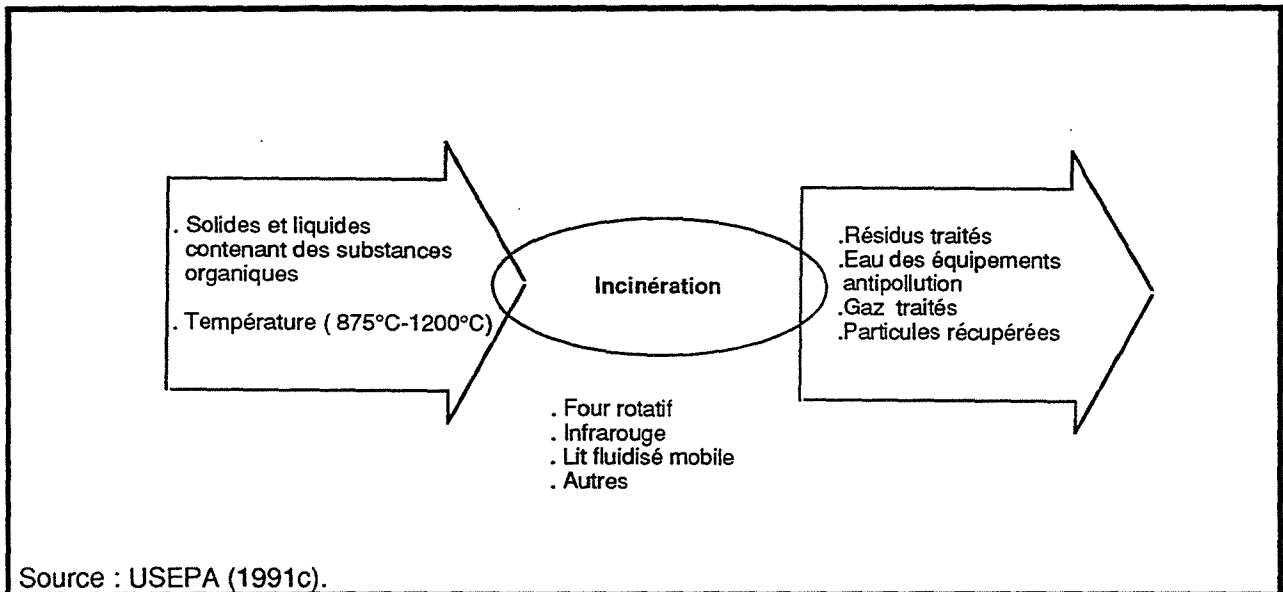 . Solides et liquides
contenant des substances
organiques
. Température ( 875°C-1200°C)
Incinération
. Four rotatif
. Infrarouge
. Lit fluidisé mobile
. Autres
.Résidus traités
.Eau des équipements
antipollution
.Gaz traités
.Particules récupérées
Source : USEPA (1991c).